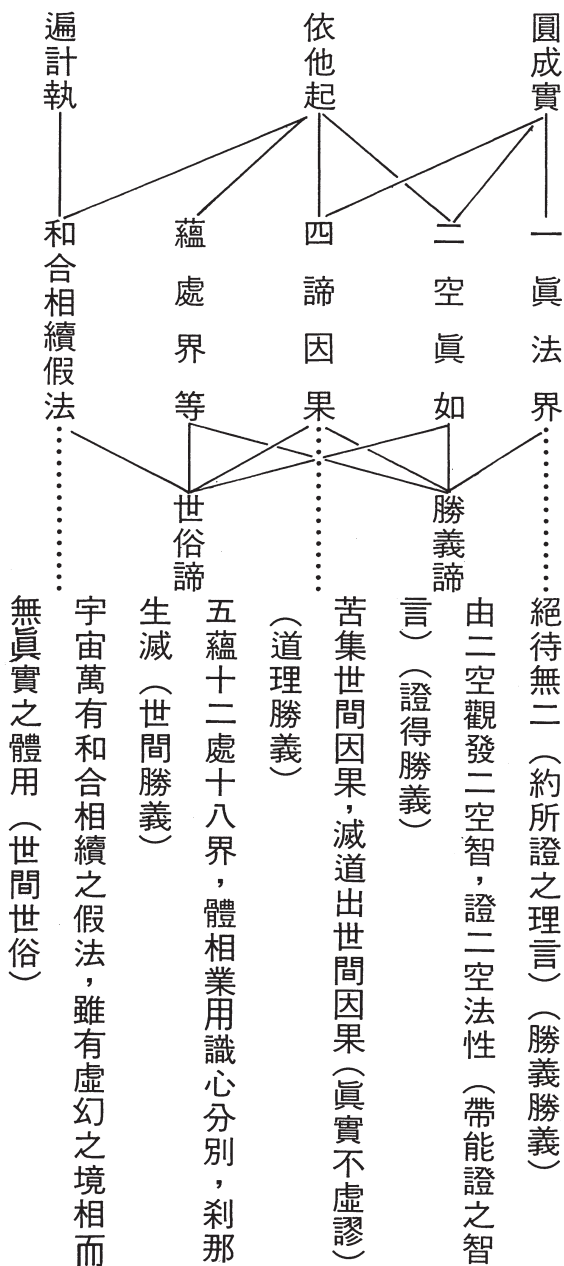 圓成實
依他起
遍計執
一眞法界
二空眞如
四諦因果
蘊處界等
和合相續假法
勝義諦
世俗諦
絕待無二(約所證之理言)(勝義勝義)
由二空觀發二空智,證二空法性(帶能證之智
言)(證得勝義)
苦集世間因果,滅道出世間因果(眞實不虛謬)
(道理勝義)
五蘊十二處十八界,體相業用識心分別,刹那
生滅(世間勝義)
宇宙萬有和合相續之假法,雖有虛幻之境相而
無眞實之體用(世間世俗)